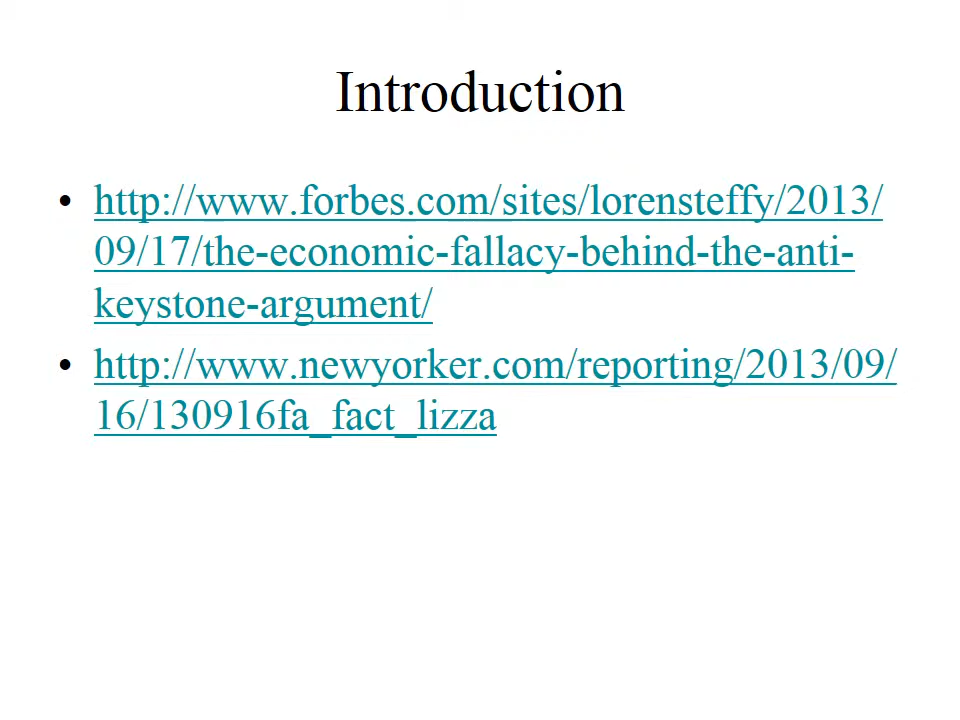 Introduction
• http://www.forbes.com/sites/lorensteffy/2013/
09/17/the-economic-fallacy-behind-the-anti-
keystone-argument/
• http://www.newyorker.com/reporting/2013/09/
16/130916fa_fact_lizza